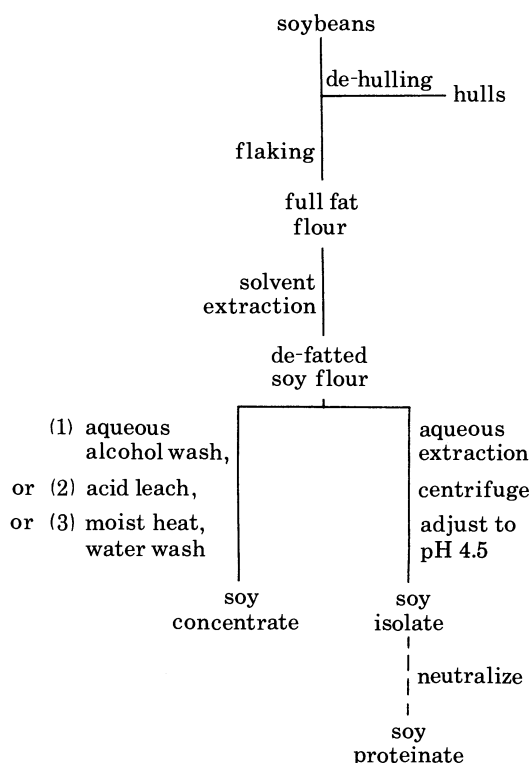 soybeans
de-hulling
hulls
flaking
full fat
flour
solvent
extraction
de-fatted
soy flour
(1) aqueous
alcohol wash,
or (2) acid leach,
or (3) moist heat,
water wash
aqueous
extraction
centrifuge
adjust to
pH 4.5
soy
concentrate
soy
isolate
neutralize
soy
proteinate